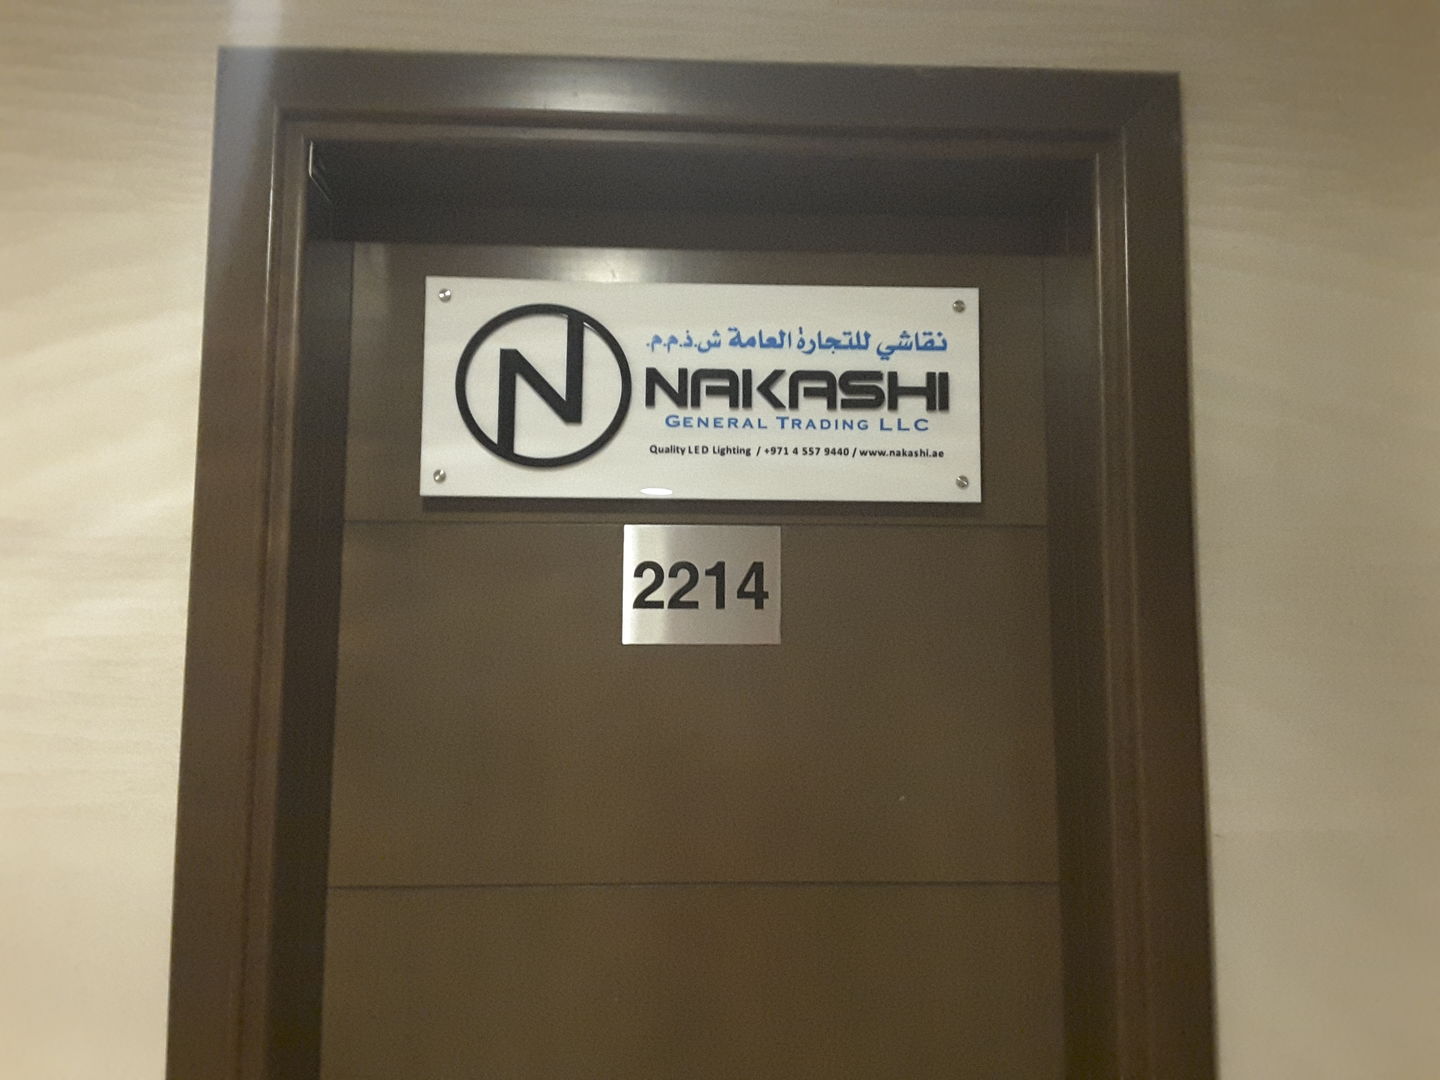 نقاشي للتجارة العامة ش.ذ.م.م.
NAKASHI
GENERAL TRADING LLC
Quality LED Lighting / +971 4 557 9440 / www.nakashi.ae
2214